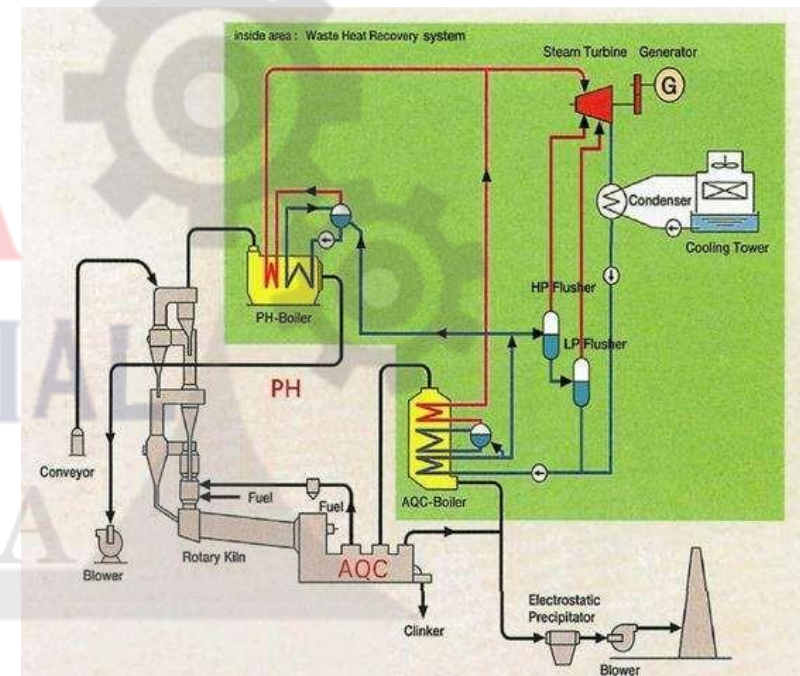 inside area : Waste Heat Recovery system
Steam Turbine Generator
G
Condenser
Cooling Tower
HP Flusher
PH-Boiler
LP Flusher
PH
Conveyor
AQC-Boiler
Fuel
Fuel
Rotary Kiln
AQC
Blower
Clinker
Electrostatic
Precipitator
Blower